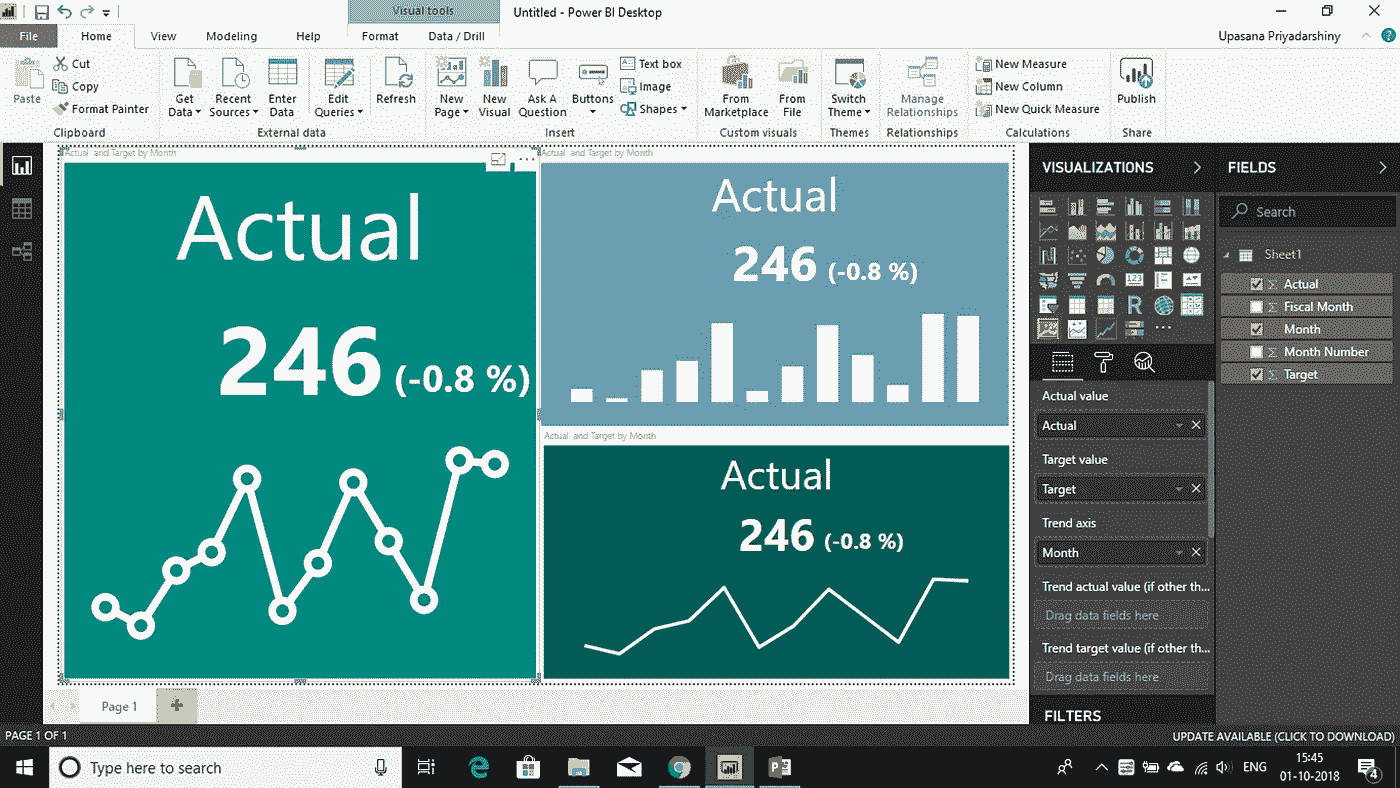 Visual tools
Untitled - Power BI Desktop
File
Home
View
Modeling
Help
Format
Data / Drill
Upasana Priyadarshiny
Paste
Cut
Copy
Format Painter
Clipboard
Get Data
Recent Sources
Enter Data
Edit Queries
Refresh
External data
New Page
New Visual
Ask A Question
Buttons
Text box
Image
Shapes
Insert
From Marketplace
From File
Custom visuals
Switch Theme
Themes
Manage Relationships
Relationships
New Measure
New Column
New Quick Measure
Calculations
Publish
Share
Actual and Target by Month
Actual
246 (-0.8 %)
Actual and Target by Month
Actual
246 (-0.8 %)
Actual and Target by Month
Actual
246 (-0.8 %)
VISUALIZATIONS
123
R
Actual value
Actual
Target value
Target
Trend axis
Month
Trend actual value (if other th...
Drag data fields here
Trend target value (if other th...
Drag data fields here
FILTERS
FIELDS
Search
Sheet1
Actual
Fiscal Month
Month
Month Number
Target
Page 1
PAGE 1 OF 1
UPDATE AVAILABLE (CLICK TO DOWNLOAD)
Type here to search
ENG
15:45
01-10-2018
4